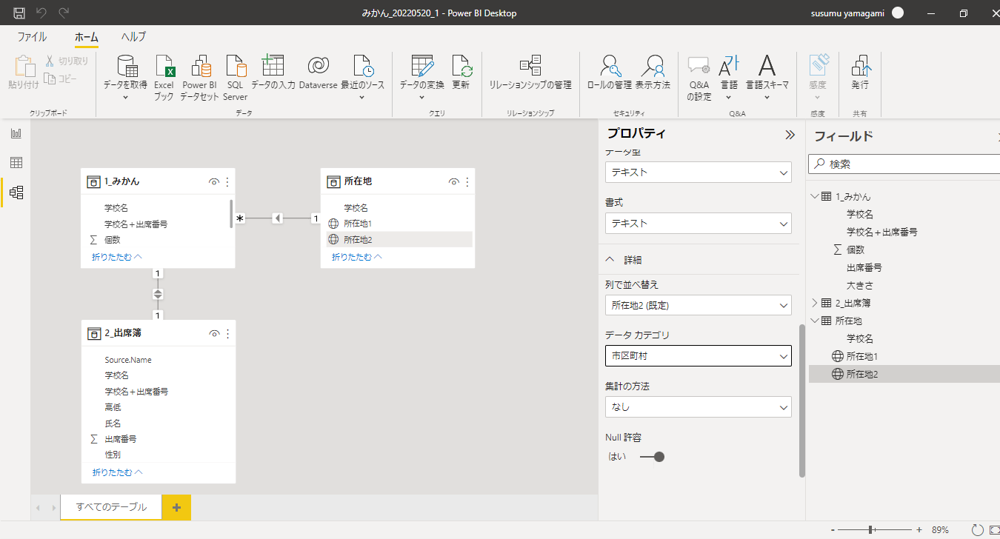 みかん_20220520_1 - Power BI Desktop
susumu yamagami
ファイル
ホーム
ヘルプ
貼り付け
切り取り
コピー
クリップボード
データを取得
Excel
ブック
Power BI
データセット
SQL
Server
データの入力
Dataverse
最近のソース
データ
データの変換
更新
クエリ
リレーションシップの管理
リレーションシップ
ロールの管理
表示方法
セキュリティ
Q&A
の設定
言語
言語スキーマ
Q&A
感度
感度
発行
共有
1_みかん
学校名
学校名+出席番号
∑ 個数
折りたたむ
*
1
所在地
学校名
所在地1
所在地2
折りたたむ
1
1
2_出席簿
Source.Name
学校名
学校名+出席番号
高低
氏名
∑ 出席番号
性別
折りたたむ
すべてのテーブル
+
プロパティ
データ型
テキスト
書式
テキスト
詳細
列で並べ替え
所在地2 (既定)
データ カテゴリ
市区町村
集計の方法
なし
Null 許容
はい
フィールド
検索
1_みかん
学校名
学校名+出席番号
∑ 個数
出席番号
大きさ
2_出席簿
所在地
学校名
所在地1
所在地2
- + 89%